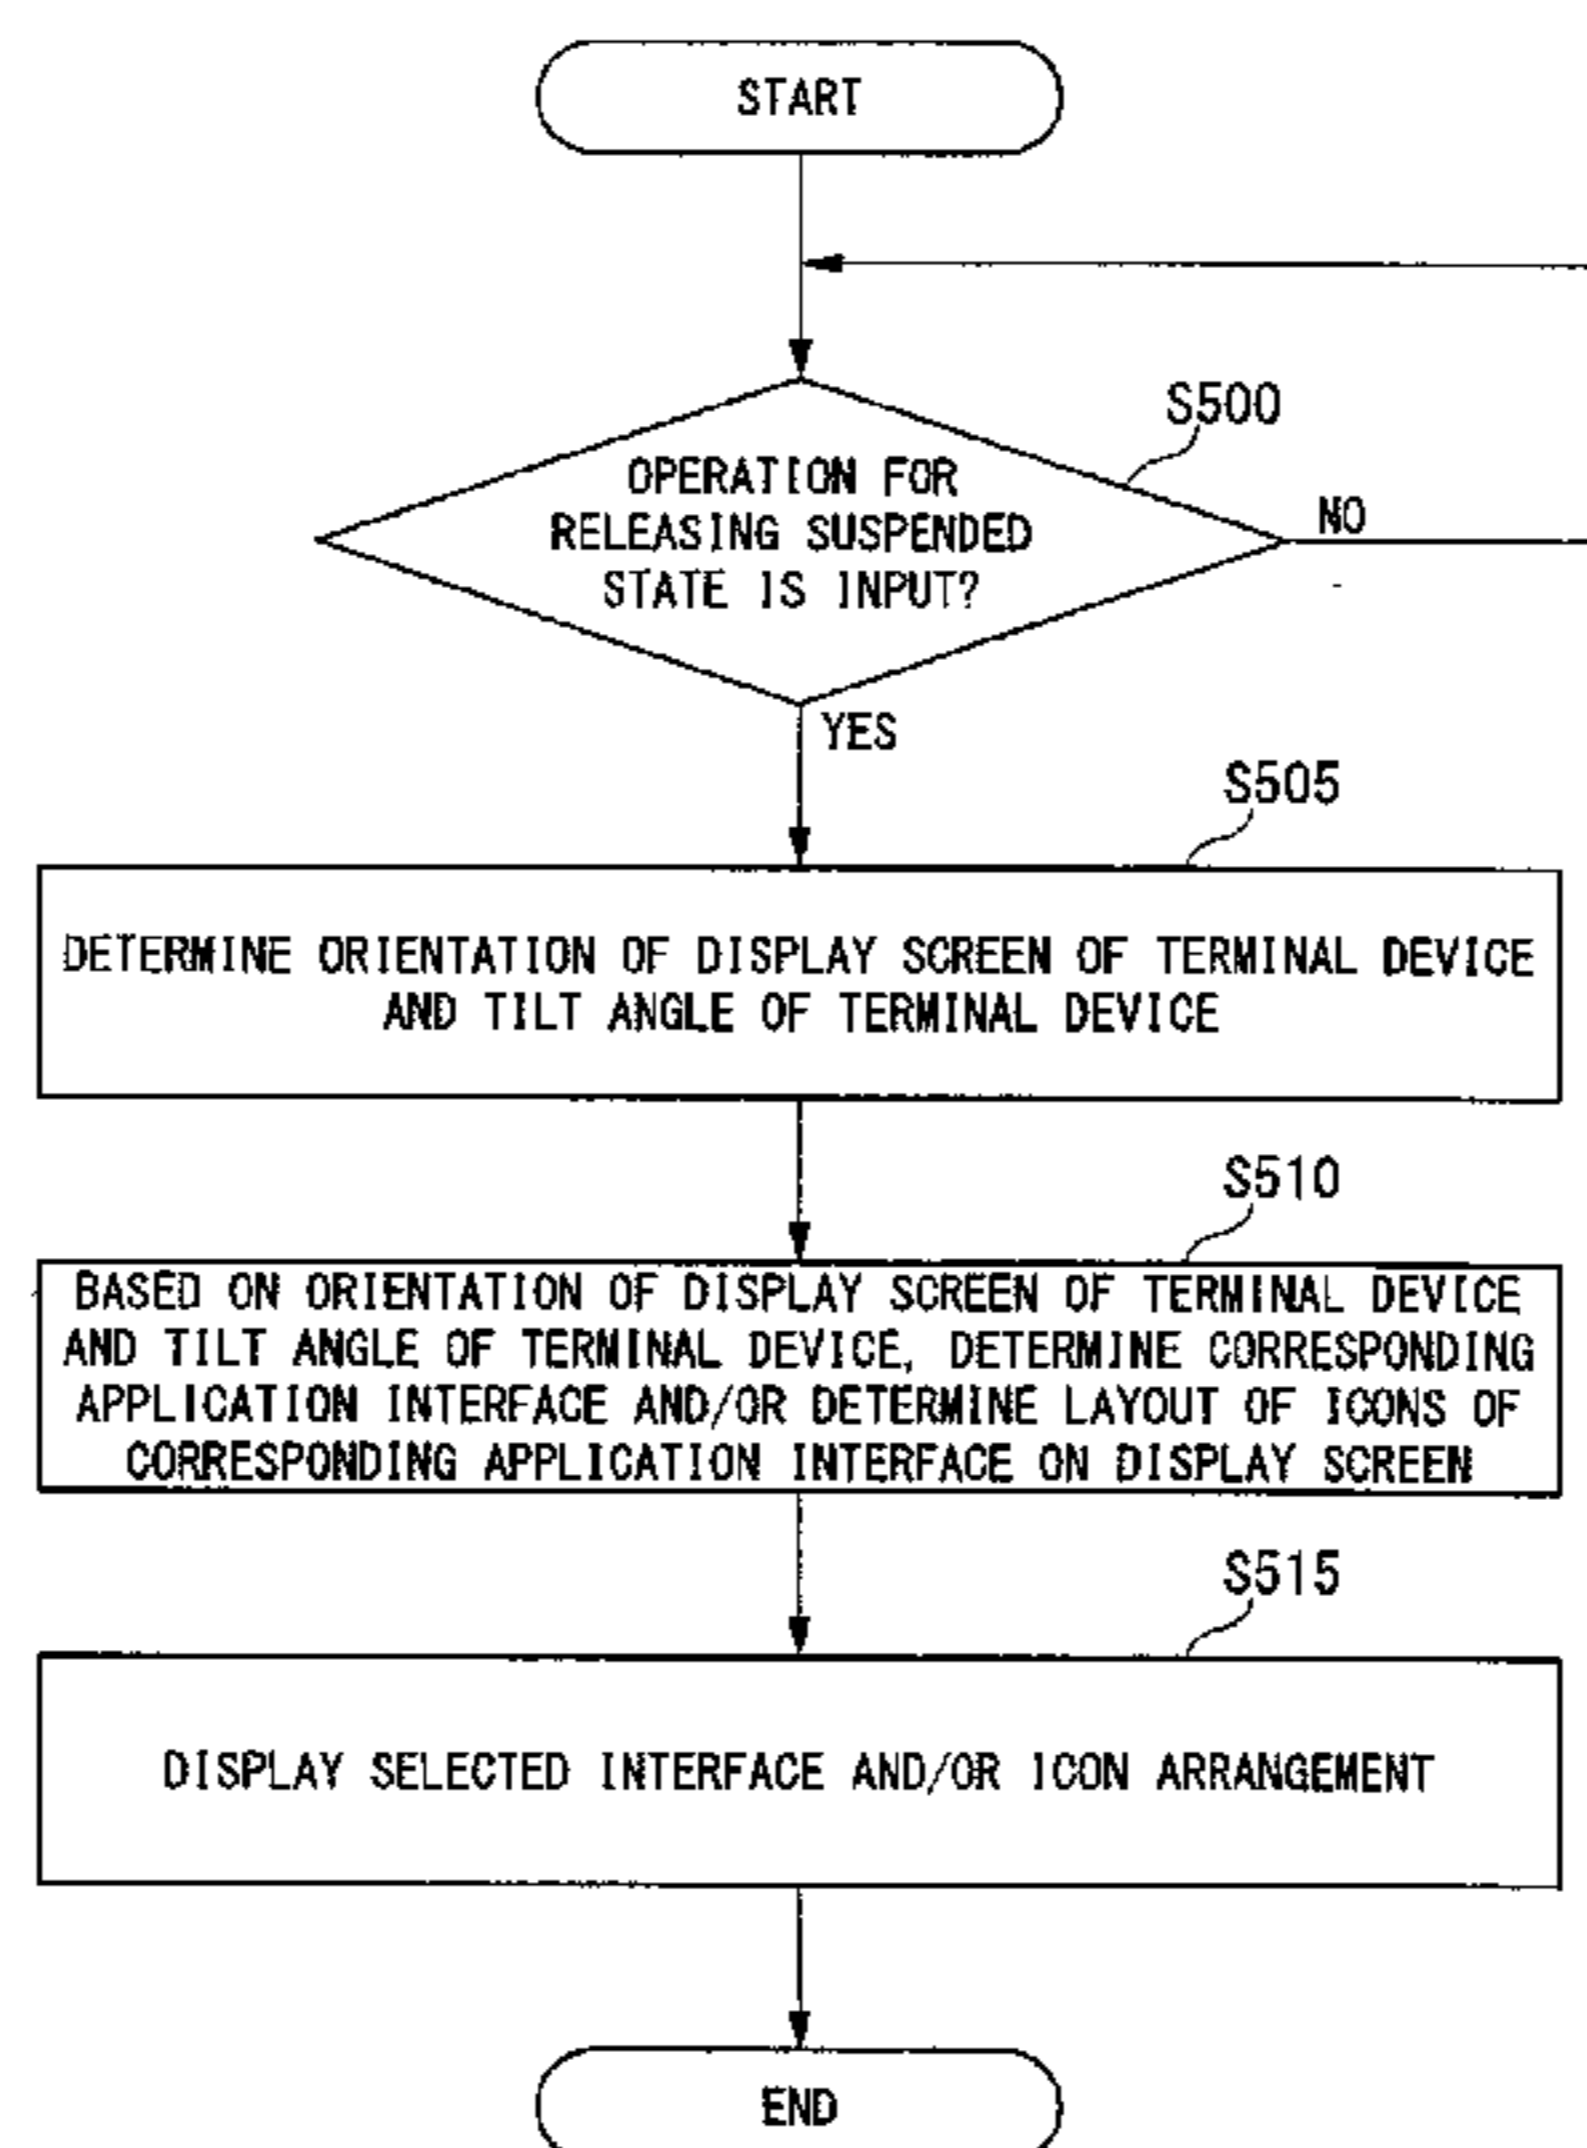 START
S500
OPERATION FOR
RELEASING SUSPENDED
STATE IS INPUT?
NO
YES
S505
DETERMINE ORIENTATION OF DISPLAY SCREEN OF TERMINAL DEVICE
AND TILT ANGLE OF TERMINAL DEVICE
S510
BASED ON ORIENTATION OF DISPLAY SCREEN OF TERMINAL DEVICE
AND TILT ANGLE OF TERMINAL DEVICE, DETERMINE CORRESPONDING
APPLICATION INTERFACE AND/OR DETERMINE LAYOUT OF ICONS OF
CORRESPONDING APPLICATION INTERFACE ON DISPLAY SCREEN
S515
DISPLAY SELECTED INTERFACE AND/OR ICON ARRANGEMENT
END